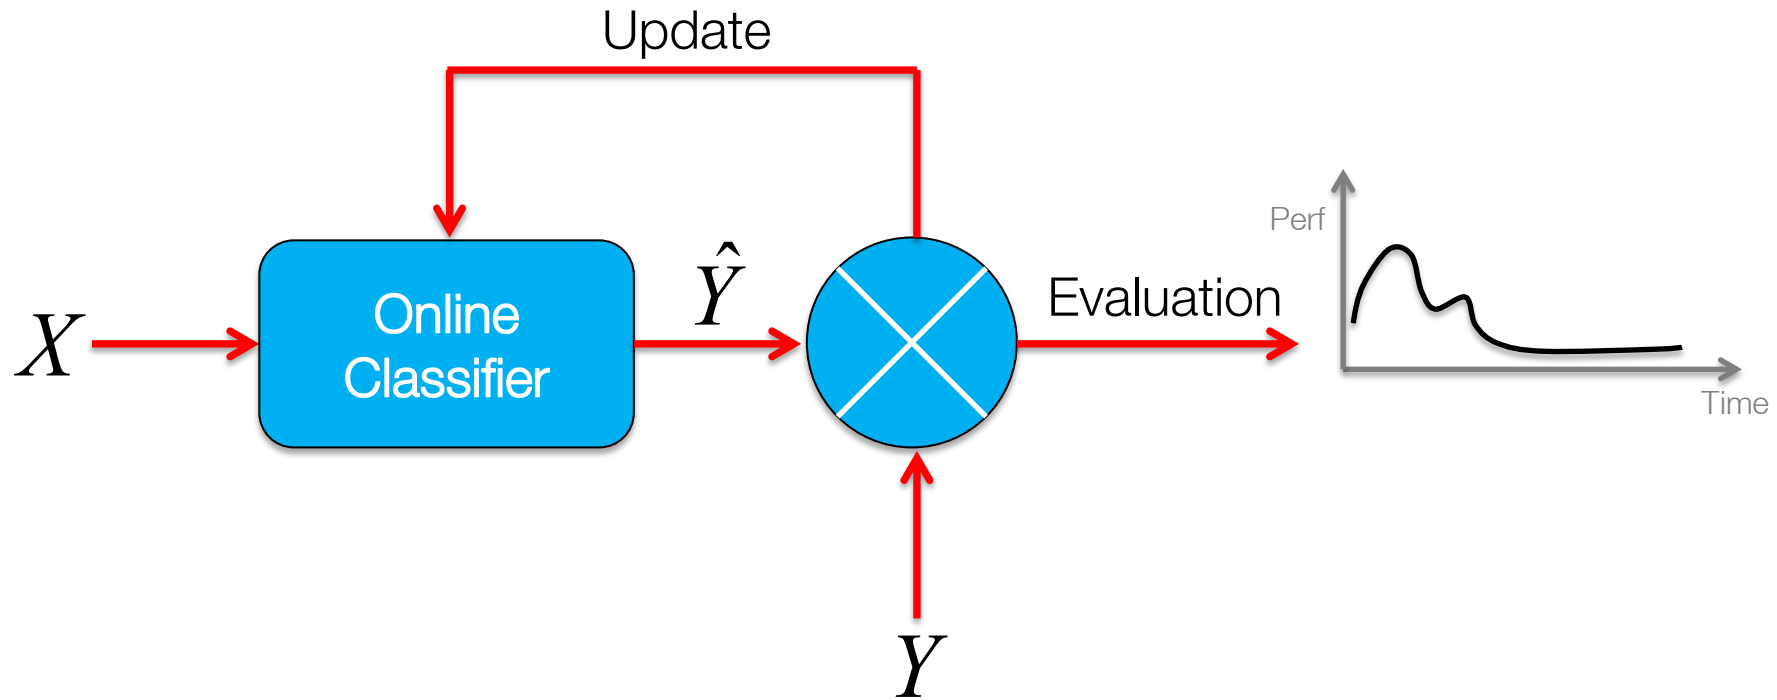 Update
X
Online
Classifier
Ŷ
Evaluation
Perf
Time
Y